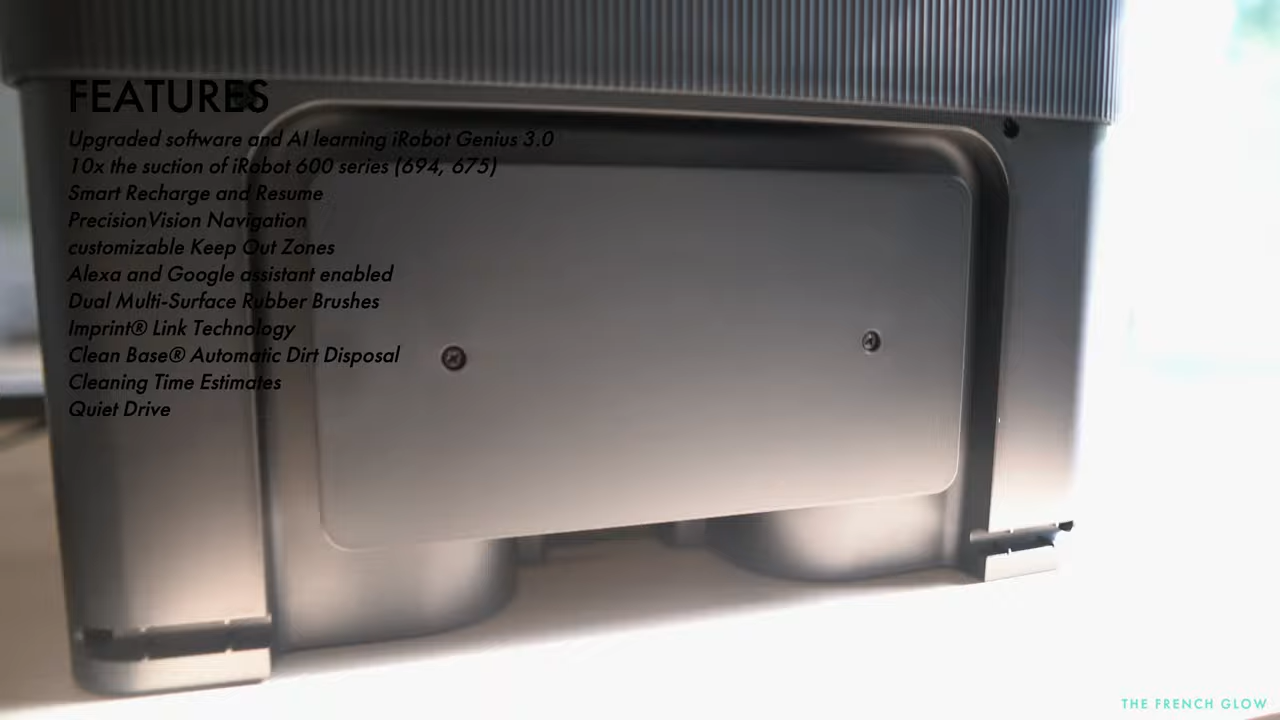 FEATURES
Upgraded software and AI learning iRobot Genius 3.0
10x the suction of iRobot 600 series (694, 675)
Smart Recharge and Resume
PrecisionVision Navigation
customizable Keep Out Zones
Alexa and Google assistant enabled
Dual Multi-Surface Rubber Brushes
Imprint® Link Technology
Clean Base® Automatic Dirt Disposal
Cleaning Time Estimates
Quiet Drive
THE FRENCH GLOW